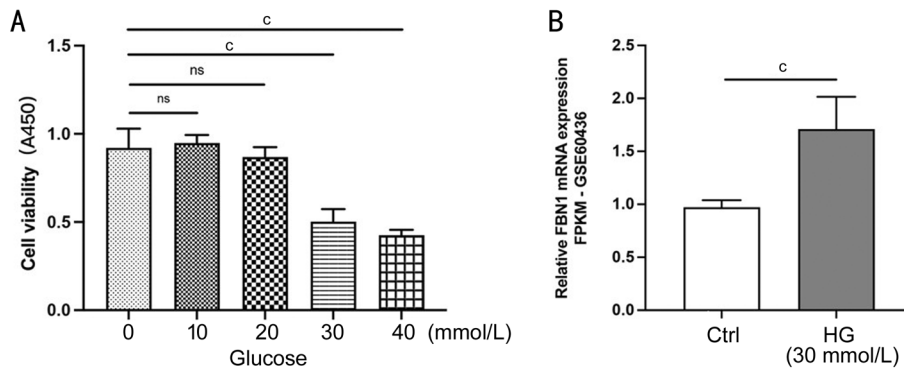 A
Cell viability (A450)
1.5
1.0
0.5
0.0
c
c
ns
ns
0 10 20 30 40 (mmol/L)
Glucose
B
Relative FBN1 mRNA expression
FPKM - GSE60436
2.5
2.0
1.5
1.0
0.5
0.0
c
Ctrl HG
(30 mmol/L)